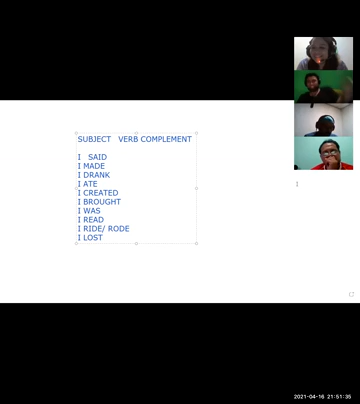 SUBJECT VERB COMPLEMENT
I SAID
I MADE
I DRANK
I ATE
I CREATED
I BROUGHT
I WAS
I READ
I RIDE/ RODE
I LOST
2021-04-16 21:51:35